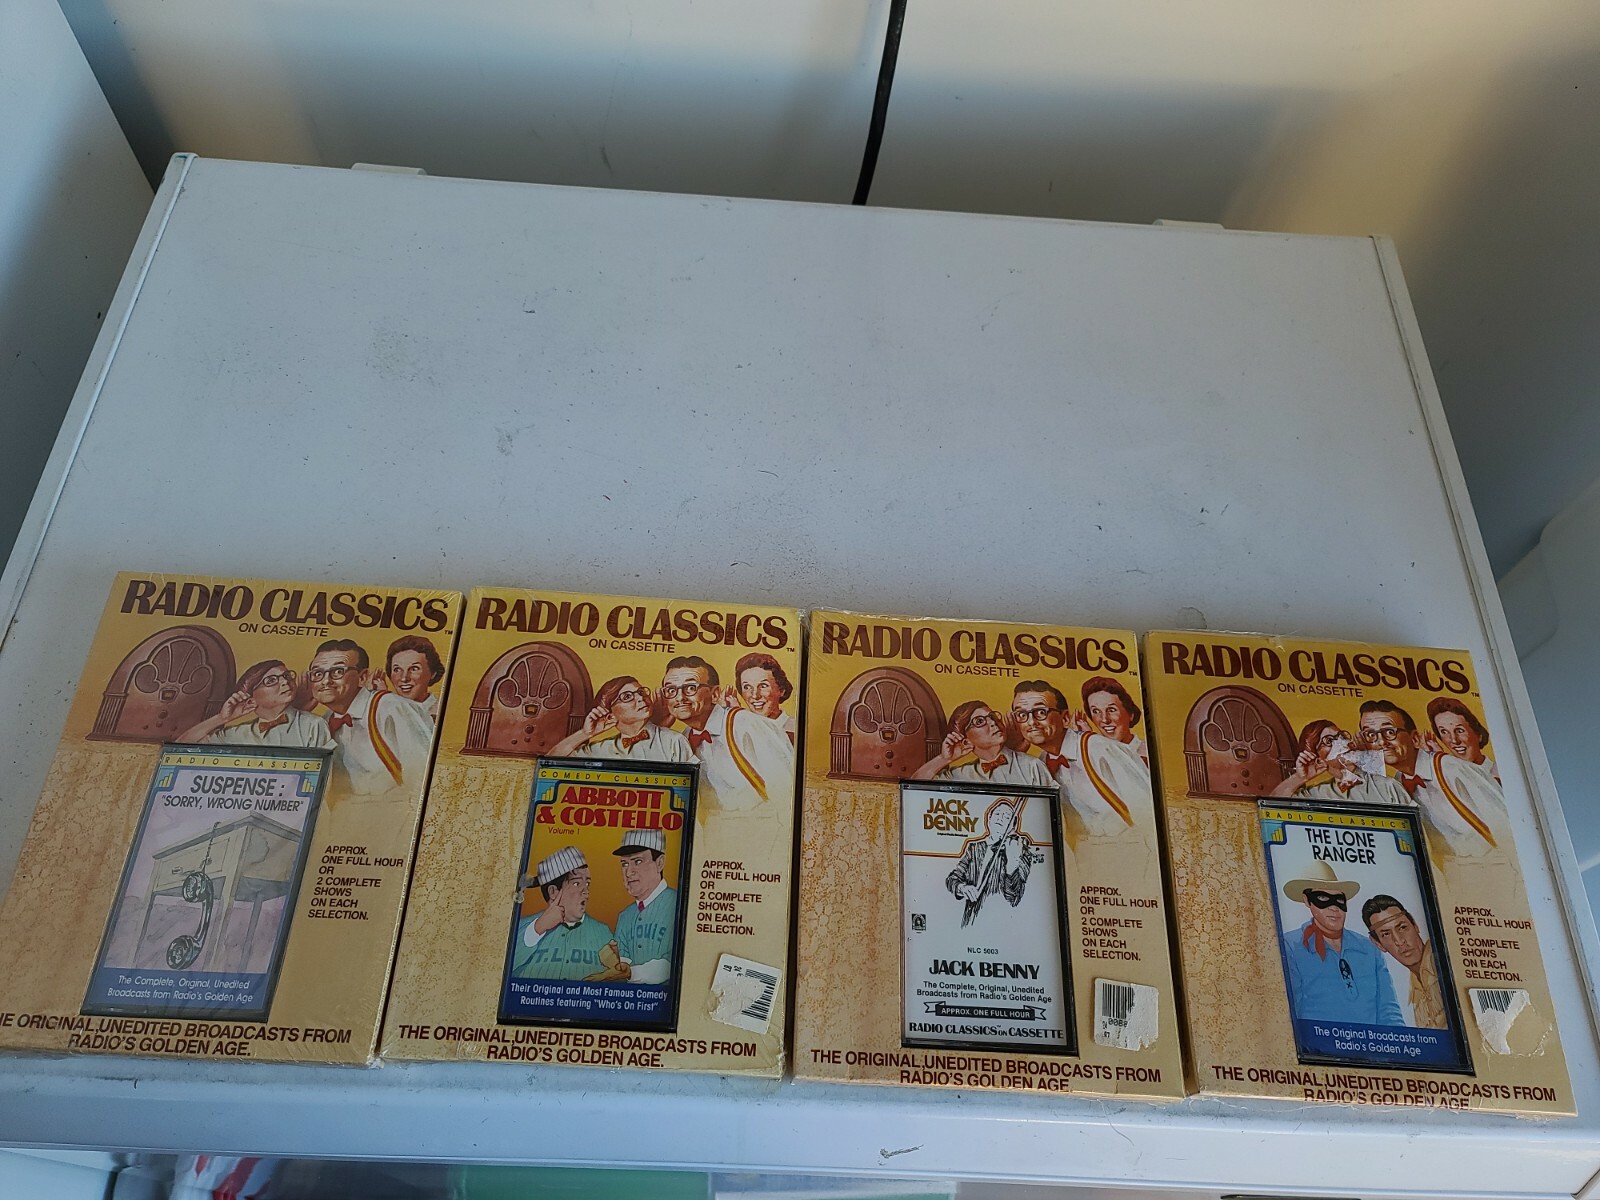 RADIO CLASSICS™
ON CASSETTE
RADIO CLASSICS
SUSPENSE:
"SORRY, WRONG NUMBER"
The Complete, Original, Unedited
Broadcasts from Radio's Golden Age
APPROX.
ONE FULL HOUR
OR
2 COMPLETE
SHOWS
ON EACH
SELECTION.
HE ORIGINAL, UNEDITED BROADCASTS FROM
RADIO'S GOLDEN AGE.
RADIO CLASSICS™
ON CASSETTE
COMEDY CLASSICS
ABBOTT
& COSTELLO
Volume 1
ST. LOUI
LOUIS
Their Original and Most Famous Comedy
Routines featuring "Who's On First"
APPROX.
ONE FULL HOUR
OR
2 COMPLETE
SHOWS
ON EACH
SELECTION.
THE ORIGINAL, UNEDITED BROADCASTS FROM
RADIO'S GOLDEN AGE.
RADIO CLASSICS™
ON CASSETTE
JACK
BENNY
NLC 5003
JACK BENNY
The Complete, Original, Unedited
Broadcasts from Radio's Golden Age
APPROX. ONE FULL HOUR
RADIO CLASSICS ON CASSETTE
APPROX.
ONE FULL HOUR
OR
2 COMPLETE
SHOWS
ON EACH
SELECTION.
THE ORIGINAL, UNEDITED BROADCASTS FROM
RADIO'S GOLDEN AGE.
RADIO CLASSICS™
ON CASSETTE
RADIO CLASSICS
THE LONE
RANGER
The Original Broadcasts from
Radio's Golden Age
APPROX.
ONE FULL HOUR
OR
2 COMPLETE
SHOWS
ON EACH
SELECTION.
THE ORIGINAL, UNEDITED BROADCASTS FROM
RADIO'S GOLDEN AGE.